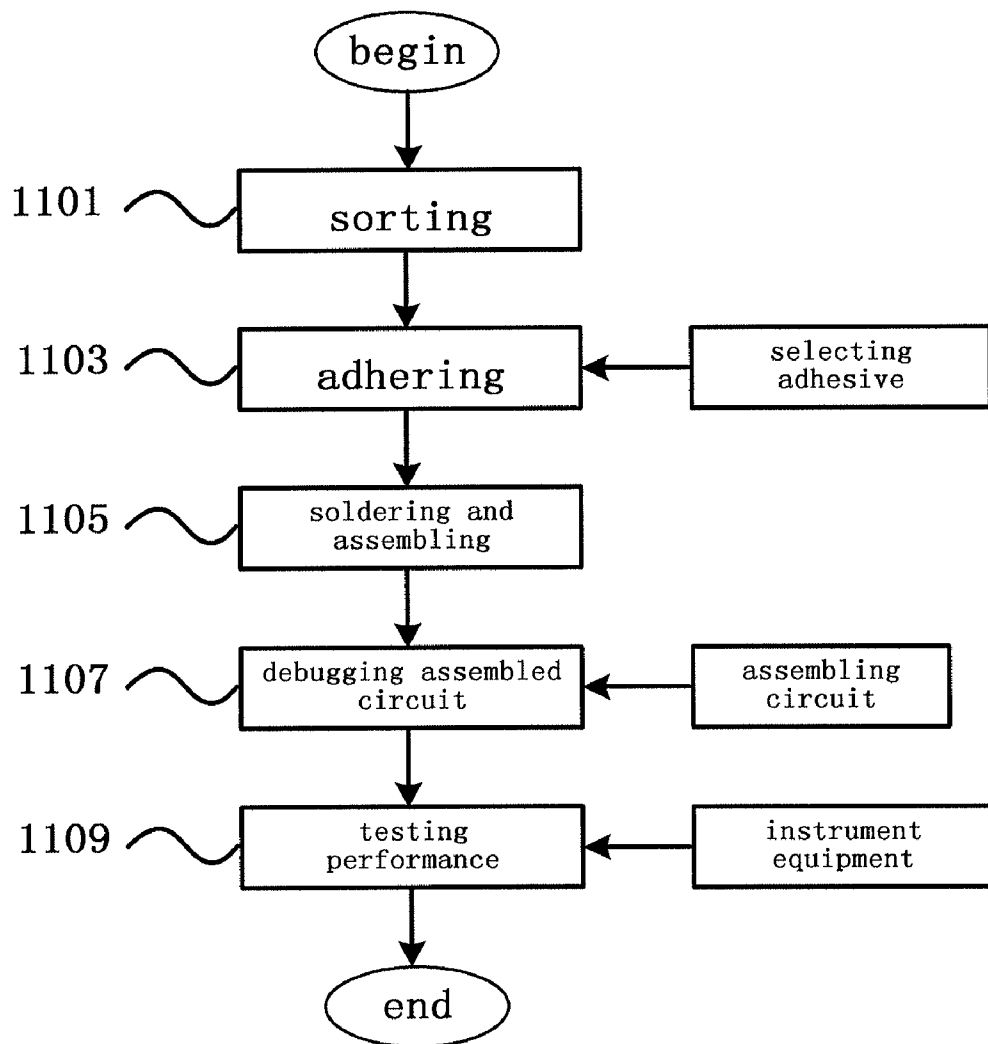 begin
1101
sorting
1103
adhering
selecting
adhesive
1105
soldering and
assembling
1107
debugging assembled
circuit
assembling
circuit
1109
testing
performance
instrument
equipment
end